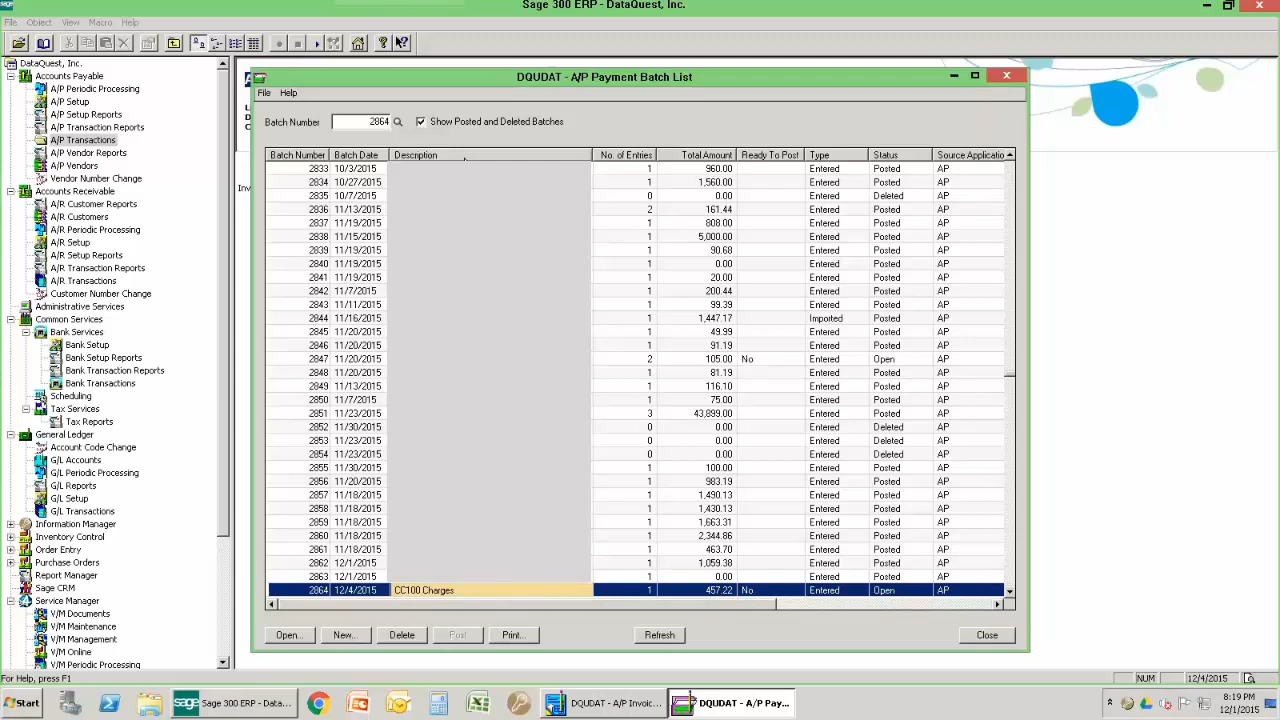 Sage 300 ERP - DataQuest, Inc.
File Object View Macro Help
DataQuest, Inc.
Accounts Payable
A/P Periodic Processing
A/P Setup
A/P Setup Reports
A/P Transaction Reports
A/P Transactions
A/P Vendor Reports
A/P Vendors
Vendor Number Change
Accounts Receivable
A/R Customer Reports
A/R Customers
A/R Periodic Processing
A/R Setup
A/R Setup Reports
A/R Transaction Reports
A/R Transactions
Customer Number Change
Administrative Services
Common Services
Bank Services
Bank Setup
Bank Setup Reports
Bank Transaction Reports
Bank Transactions
Scheduling
Tax Services
Tax Reports
General Ledger
Account Code Change
G/L Accounts
G/L Periodic Processing
G/L Reports
G/L Setup
G/L Transactions
Information Manager
Inventory Control
Order Entry
Purchase Orders
Report Manager
Sage CRM
Service Manager
V/M Documents
V/M Maintenance
V/M Management
V/M Online
V/M Periodic Processing
DQUDAT - A/P Payment Batch List
File Help
Batch Number 2864 Show Posted and Deleted Batches
Batch Number Batch Date Description No. of Entries Total Amount Ready To Post Type Status Source Applicatio
2833 10/3/2015 1 960.00 Entered Posted AP
2834 10/27/2015 1 1,560.00 Entered Posted AP
2835 10/7/2015 0 0.00 Entered Deleted AP
2836 11/13/2015 2 161.44 Entered Posted AP
2837 11/19/2015 1 808.00 Entered Posted AP
2838 11/15/2015 1 5,000.00 Entered Posted AP
2839 11/19/2015 1 90.68 Entered Posted AP
2840 11/19/2015 1 0.00 Entered Posted AP
2841 11/19/2015 1 20.00 Entered Posted AP
2842 11/7/2015 1 200.44 Entered Posted AP
2843 11/11/2015 1 99.39 Entered Posted AP
2844 11/16/2015 1 1,447.17 Imported Posted AP
2845 11/20/2015 1 49.99 Entered Posted AP
2846 11/20/2015 1 91.19 Entered Posted AP
2847 11/20/2015 2 105.00 No Entered Open AP
2848 11/20/2015 1 81.19 Entered Posted AP
2849 11/13/2015 1 116.10 Entered Posted AP
2850 11/7/2015 1 75.00 Entered Posted AP
2851 11/23/2015 3 43,899.00 Entered Posted AP
2852 11/30/2015 0 0.00 Entered Deleted AP
2853 11/23/2015 0 0.00 Entered Deleted AP
2854 11/23/2015 0 0.00 Entered Deleted AP
2855 11/30/2015 1 100.00 Entered Posted AP
2856 11/20/2015 1 983.19 Entered Posted AP
2857 11/18/2015 1 1,490.13 Entered Posted AP
2858 11/18/2015 1 1,430.13 Entered Posted AP
2859 11/18/2015 1 1,663.31 Entered Posted AP
2860 11/18/2015 1 2,344.86 Entered Posted AP
2861 11/18/2015 1 463.70 Entered Posted AP
2862 12/1/2015 1 1,059.38 Entered Posted AP
2863 12/1/2015 1 0.00 Entered Posted AP
2864 12/4/2015 CC100 Charges 1 457.22 No Entered Open AP
Open... New... Delete Post Print... Refresh Close
For Help, press F1 NUM 12/4/2015
Start sage Sage 300 ERP - Data... DQUDAT - A/P Invoic... DQUDAT - A/P Pay... 8:19 PM
12/1/2015